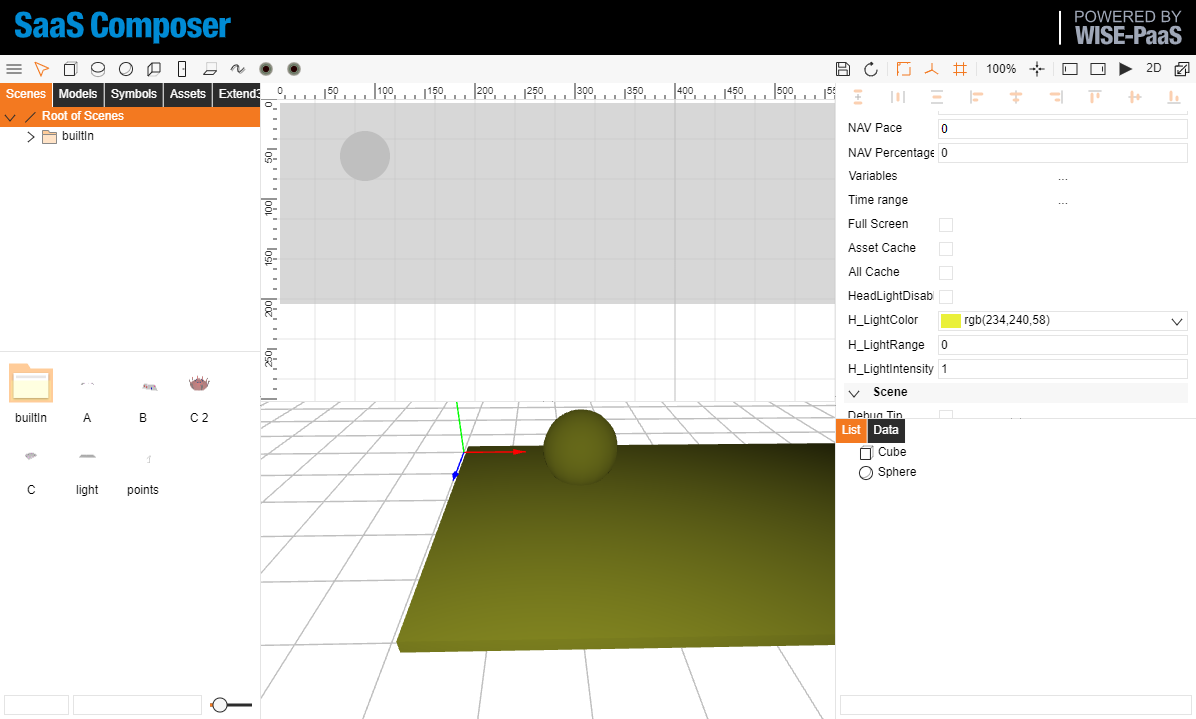 SaaS Composer
POWERED BY
WISE-PaaS
100%
2D
Scenes Models Symbols Assets Extend3
Root of Scenes
builtIn
0 50 100 150 200 250 300 350 400 450 500 55
0
50
100
150
200
250
NAV Pace 0
NAV Percentage 0
Variables ...
Time range ...
Full Screen
Asset Cache
All Cache
HeadLightDisabl
H_LightColor rgb(234,240,58)
H_LightRange 0
H_LightIntensity 1
Scene
Debug Tip
builtIn A B C 2
C light points
List Data
Cube
Sphere